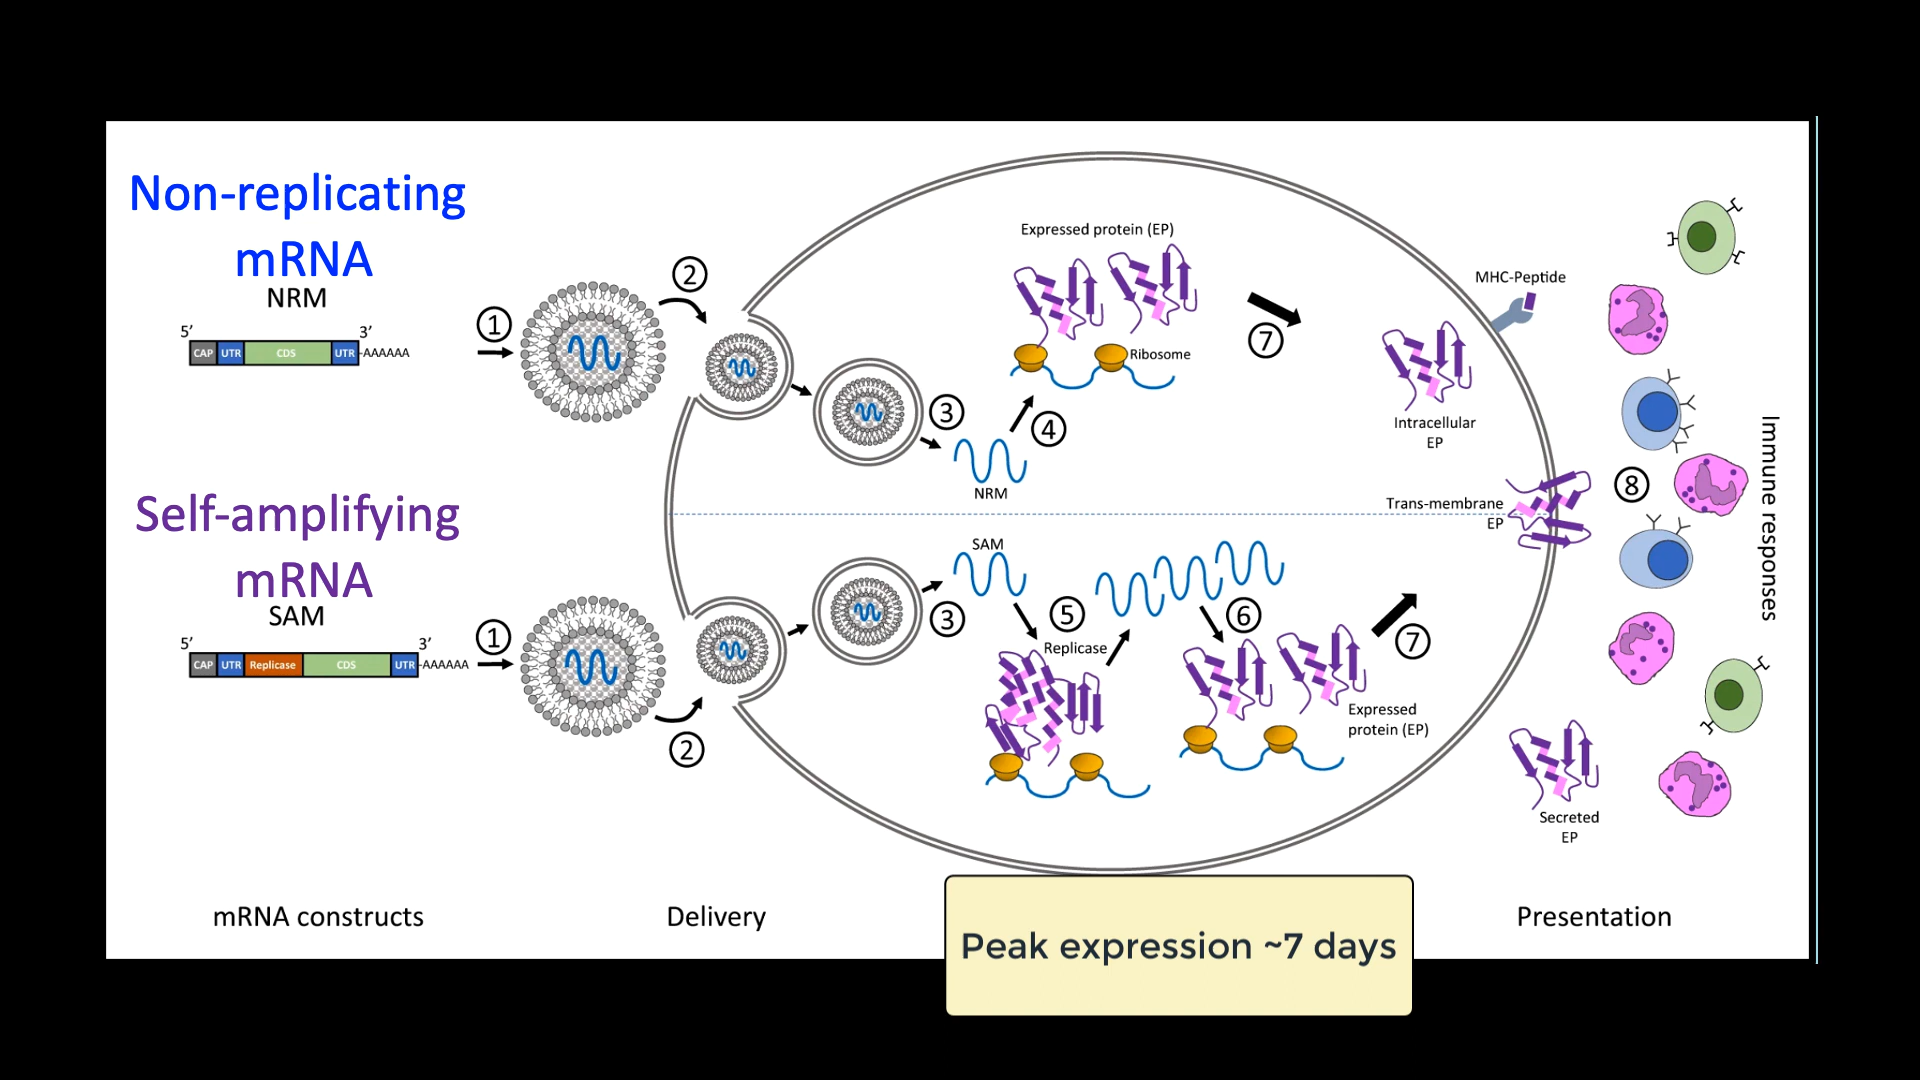 Non-replicating
mRNA
NRM
5’ 3’
CAP UTR CDS UTR -AAAAAA
1
2
3
4
Expressed protein (EP)
Ribosome
NRM
7
MHC-Peptide
Intracellular
EP
Trans-membrane
EP
8
Immune responses
Self-amplifying
mRNA
SAM
5’ 3’
CAP UTR Replicase CDS UTR -AAAAAA
1
2
3
SAM
5
Replicase
6
Expressed
protein (EP)
7
Secreted
EP
mRNA constructs
Delivery
Presentation
Peak expression ~7 days